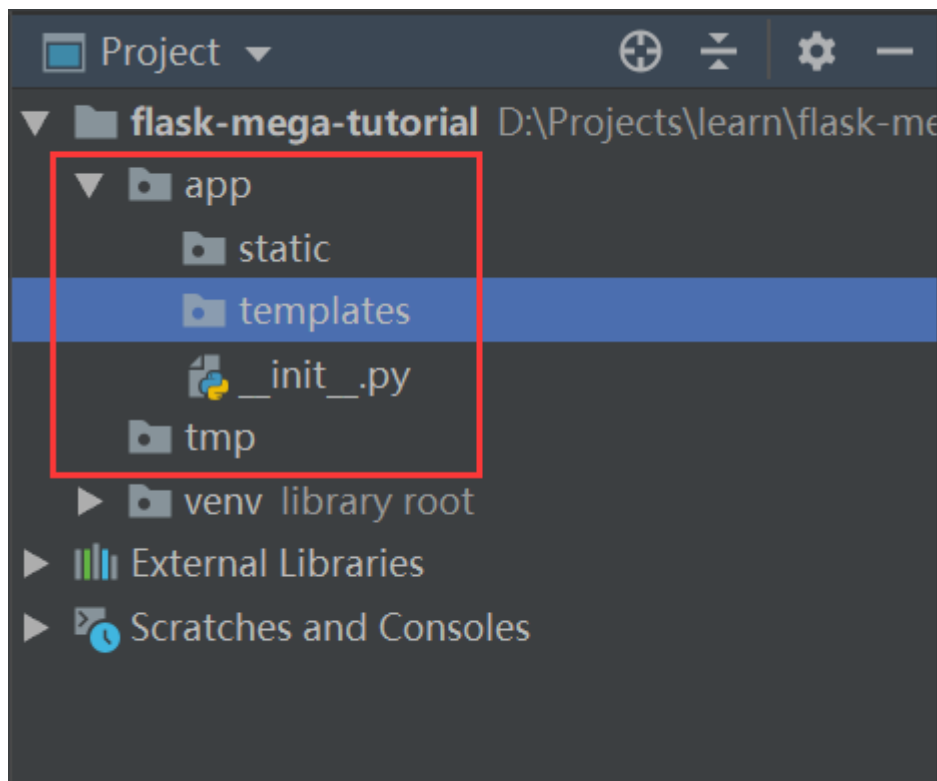 Project
flask-mega-tutorial D:\Projects\learn\flask-me
app
static
templates
__init__.py
tmp
venv library root
External Libraries
Scratches and Consoles